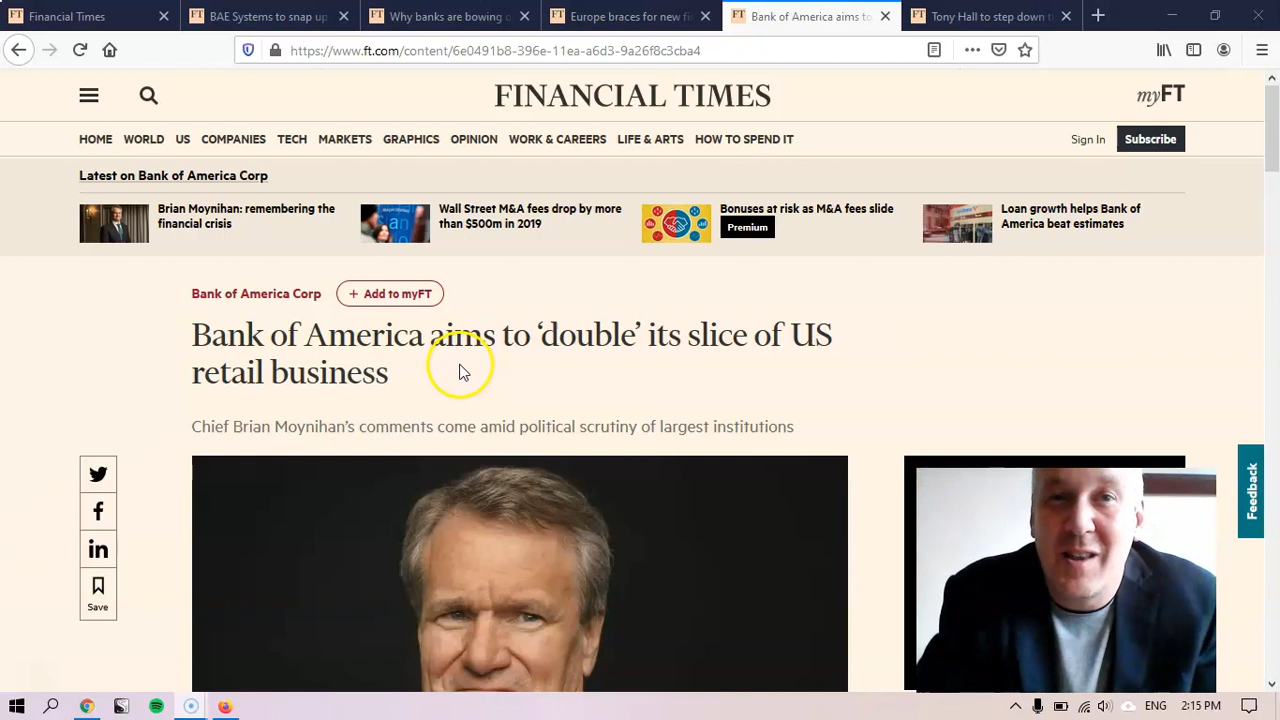 Financial Times
BAE Systems to snap up
Why banks are bowing o
Europe braces for new fi
Bank of America aims to
Tony Hall to step down t
https://www.ft.com/content/6e0491b8-396e-11ea-a6d3-9a26f8c3cba4
FINANCIAL TIMES
myFT
HOME WORLD US COMPANIES TECH MARKETS GRAPHICS OPINION WORK & CAREERS LIFE & ARTS HOW TO SPEND IT
Sign In
Subscribe
Latest on Bank of America Corp
Brian Moynihan: remembering the
financial crisis
Wall Street M&A fees drop by more
than $500m in 2019
Bonuses at risk as M&A fees slide
Premium
Loan growth helps Bank of
America beat estimates
Bank of America Corp
+ Add to myFT
Bank of America aims to ‘double’ its slice of US
retail business
Chief Brian Moynihan’s comments come amid political scrutiny of largest institutions
Save
Feedback
ENG
2:15 PM